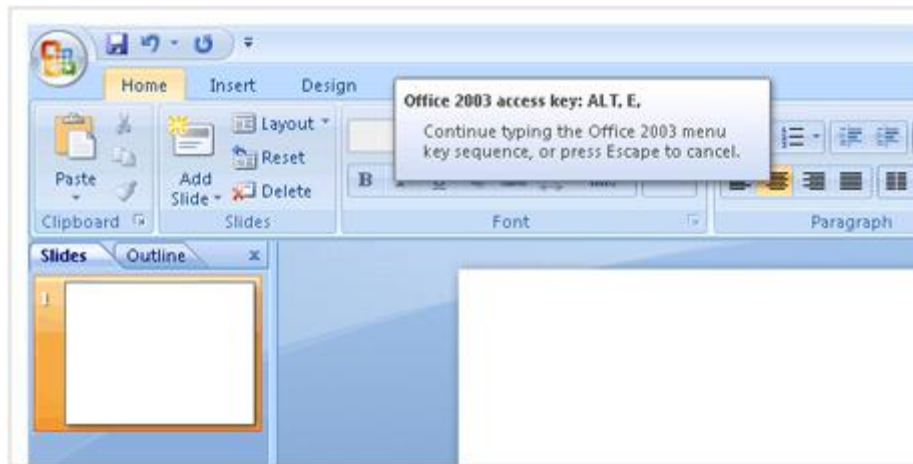 Home Insert Design
Office 2003 access key: ALT, E,
Continue typing the Office 2003 menu
key sequence, or press Escape to cancel.
Paste
Add
Slide
Layout
Reset
Delete
B
Clipboard Slides Font Paragraph
Slides Outline x
1